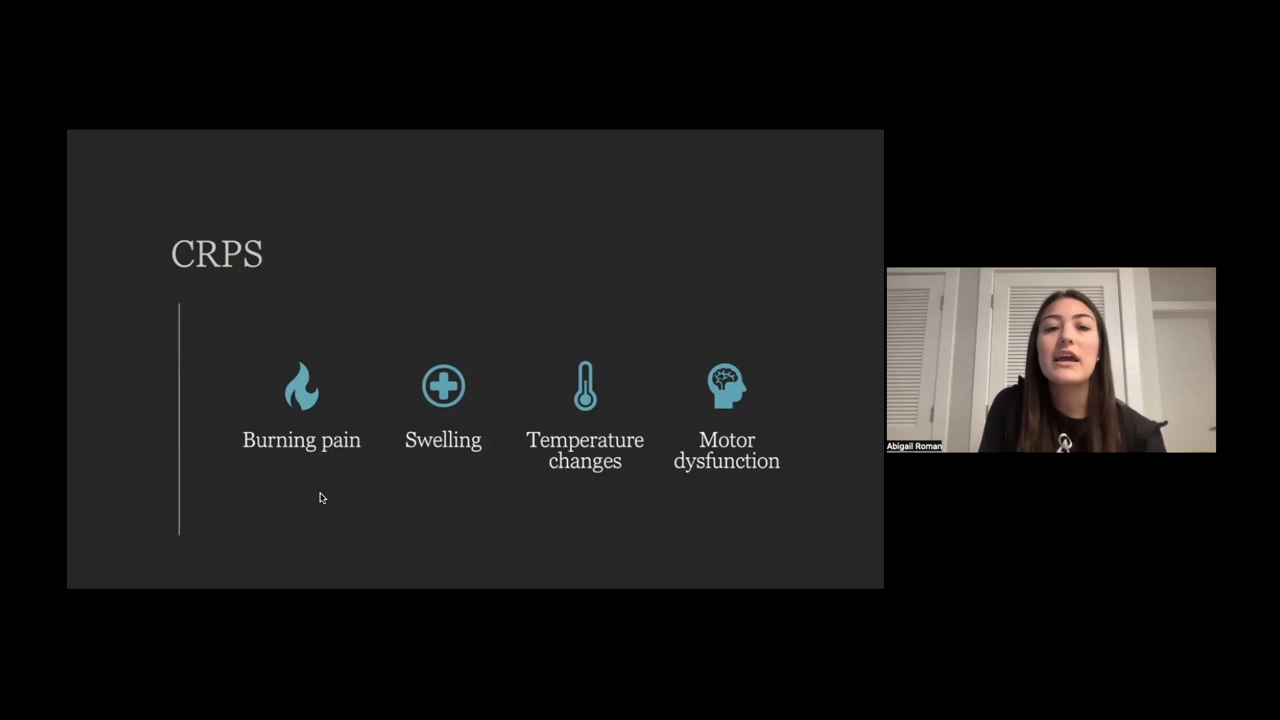 CRPS
Burning pain
Swelling
Temperature
changes
Motor
dysfunction
Abigail Roman